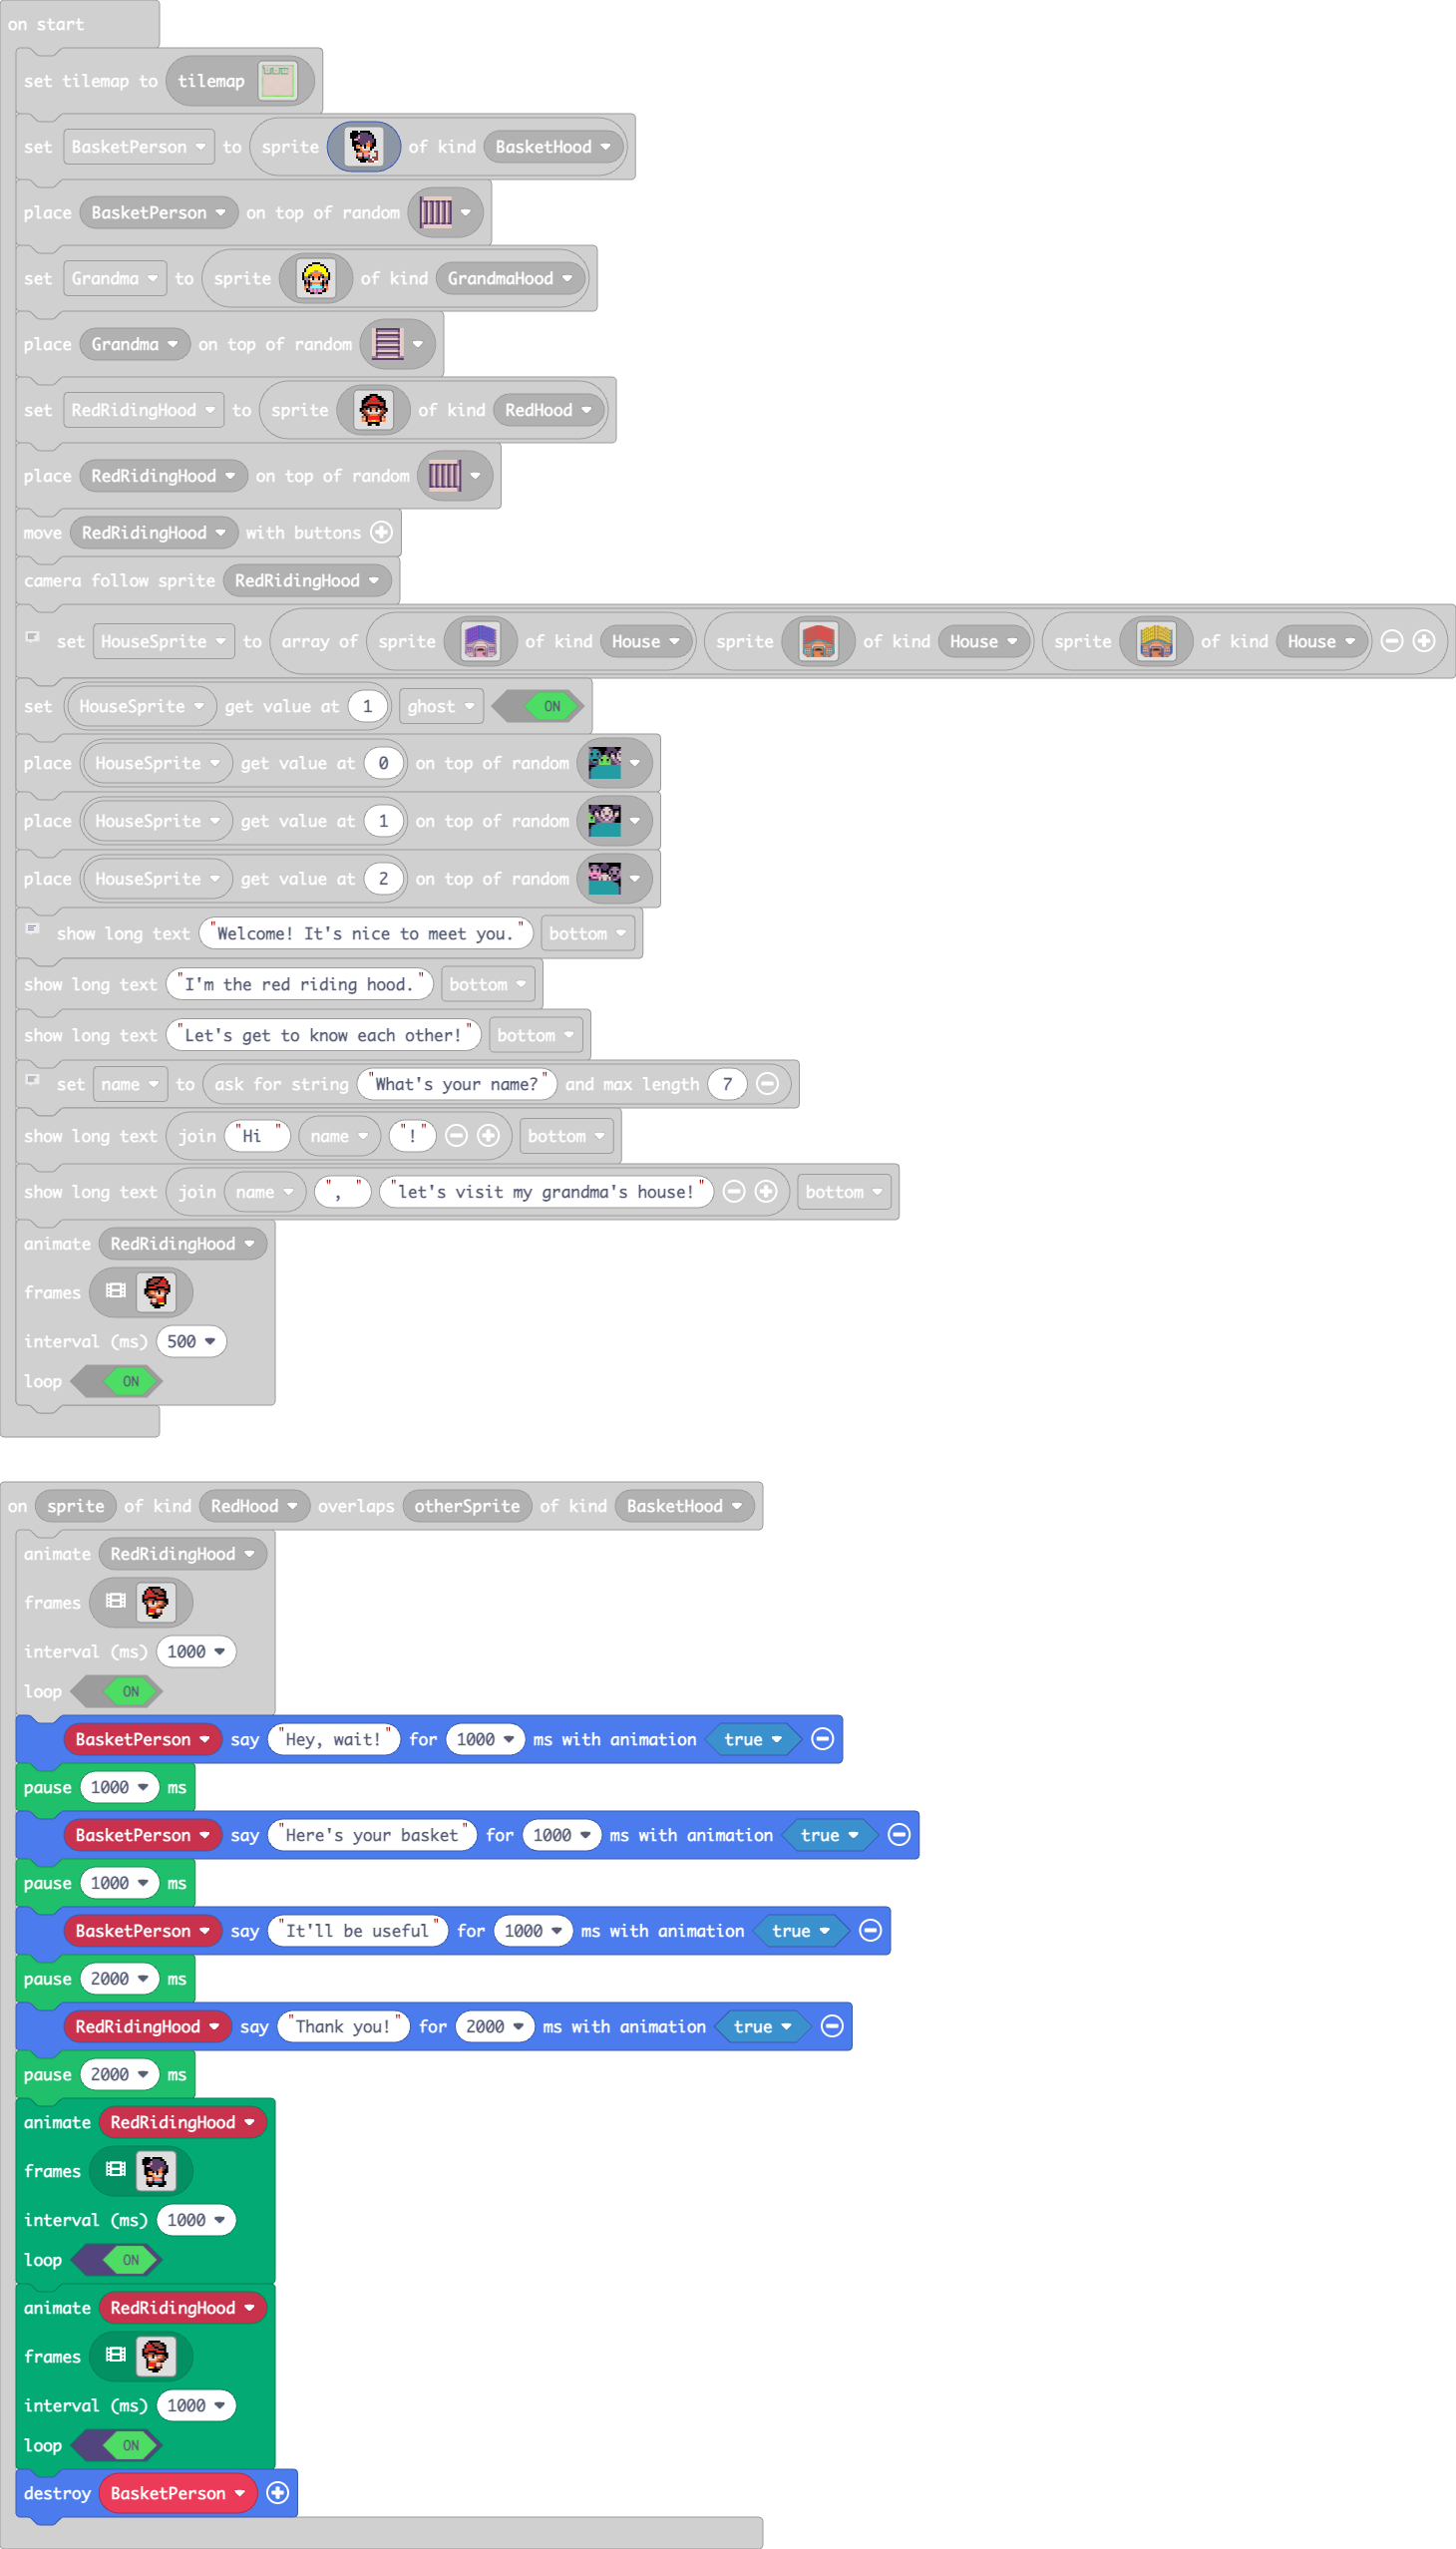 on start
set tilemap to tilemap
set BasketPerson to sprite of kind BasketHood
place BasketPerson on top of random
set Grandma to sprite of kind GrandmaHood
place Grandma on top of random
set RedRidingHood to sprite of kind RedHood
place RedRidingHood on top of random
move RedRidingHood with buttons
camera follow sprite RedRidingHood
set HouseSprite to array of sprite of kind House sprite of kind House sprite of kind House
set HouseSprite get value at 1 ghost ON
place HouseSprite get value at 0 on top of random
place HouseSprite get value at 1 on top of random
place HouseSprite get value at 2 on top of random
show long text "Welcome! It's nice to meet you." bottom
show long text "I'm the red riding hood." bottom
show long text "Let's get to know each other!" bottom
set name to ask for string "What's your name?" and max length 7
show long text join "Hi " name "!" bottom
show long text join name ", " "let's visit my grandma's house!" bottom
animate RedRidingHood
frames
interval (ms) 500
loop ON
on sprite of kind RedHood overlaps otherSprite of kind BasketHood
animate RedRidingHood
frames
interval (ms) 1000
loop ON
BasketPerson say "Hey, wait!" for 1000 ms with animation true
pause 1000 ms
BasketPerson say "Here's your basket" for 1000 ms with animation true
pause 1000 ms
BasketPerson say "It'll be useful" for 1000 ms with animation true
pause 2000 ms
RedRidingHood say "Thank you!" for 2000 ms with animation true
pause 2000 ms
animate RedRidingHood
frames
interval (ms) 1000
loop ON
animate RedRidingHood
frames
interval (ms) 1000
loop ON
destroy BasketPerson